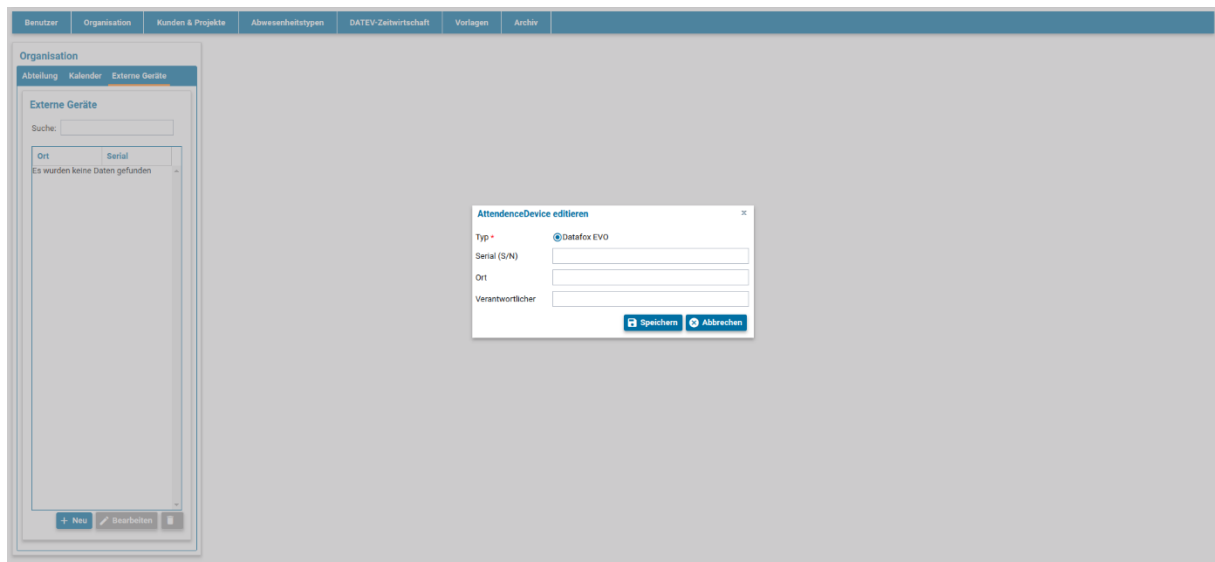 Benutzer Organisation Kunden & Projekte Abwesenheitstypen DATEV-Zeitwirtschaft Vorlagen Archiv
Organisation
Abteilung Kalender Externe Geräte
Externe Geräte
Suche:
Ort Serial
Es wurden keine Daten gefunden
AttendenceDevice editieren ×
Typ * Datafox EVO
Serial (S/N)
Ort
Verantwortlicher
Speichern Abbrechen
+ Neu Bearbeiten